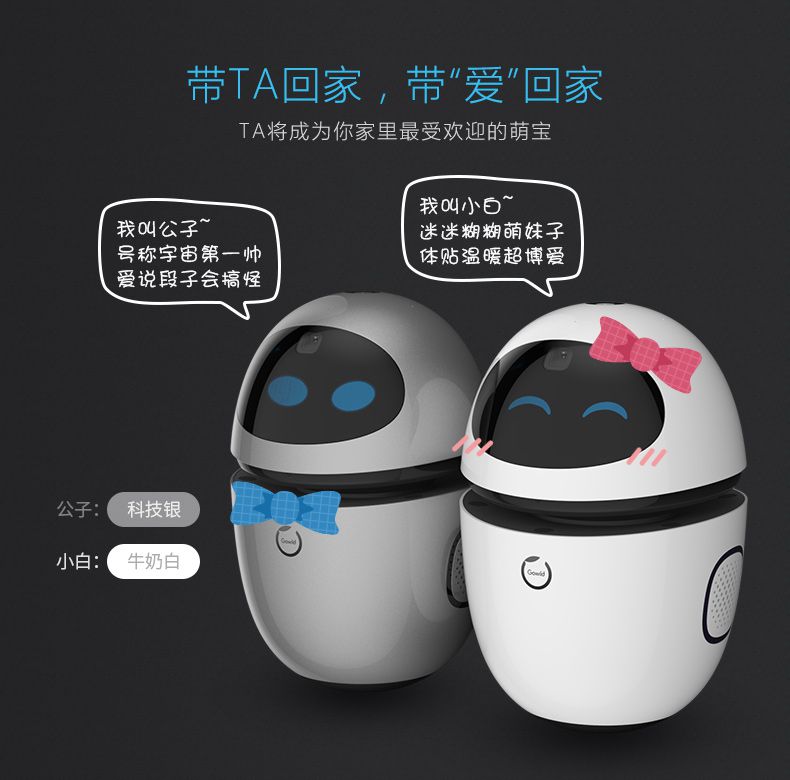 带TA回家，带“爱”回家
TA将成为你家里最受欢迎的萌宝
我叫公子~
号称宇宙第一帅
爱说段子会搞怪
我叫小白~
迷迷糊糊萌妹子
体贴温暖超博爱
公子：科技银
小白：牛奶白
Gowild
Gowild